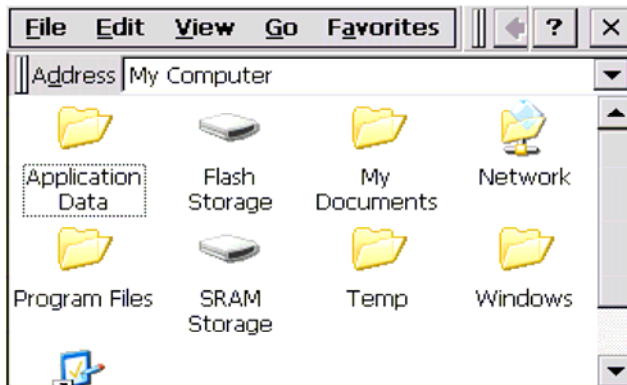 File Edit View Go Favorites ?
Address My Computer
Application Data Flash Storage My Documents Network
Program Files SRAM Storage Temp Windows